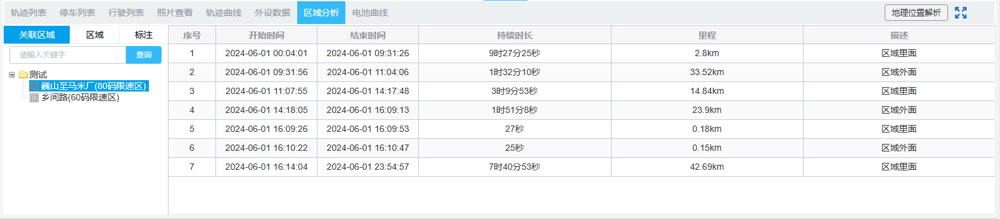 轨迹列表 停车列表 行驶列表 照片查看 轨迹曲线 外设数据 区域分析 电池曲线 地理位置解析
关联区域 区域 标注
请输入关键字 查询
测试
巍山至马米厂(80码限速区)
乡间路(60码限速区)
序号 开始时间 结束时间 持续时长 里程 描述
1 2024-06-01 00:04:01 2024-06-01 09:31:26 9时27分25秒 2.8km 区域里面
2 2024-06-01 09:31:56 2024-06-01 11:04:06 1时32分10秒 33.52km 区域外面
3 2024-06-01 11:07:55 2024-06-01 14:17:48 3时9分53秒 14.84km 区域里面
4 2024-06-01 14:18:05 2024-06-01 16:09:13 1时51分8秒 23.9km 区域外面
5 2024-06-01 16:09:26 2024-06-01 16:09:53 27秒 0.18km 区域里面
6 2024-06-01 16:10:22 2024-06-01 16:10:47 25秒 0.15km 区域外面
7 2024-06-01 16:14:04 2024-06-01 23:54:57 7时40分53秒 42.69km 区域里面